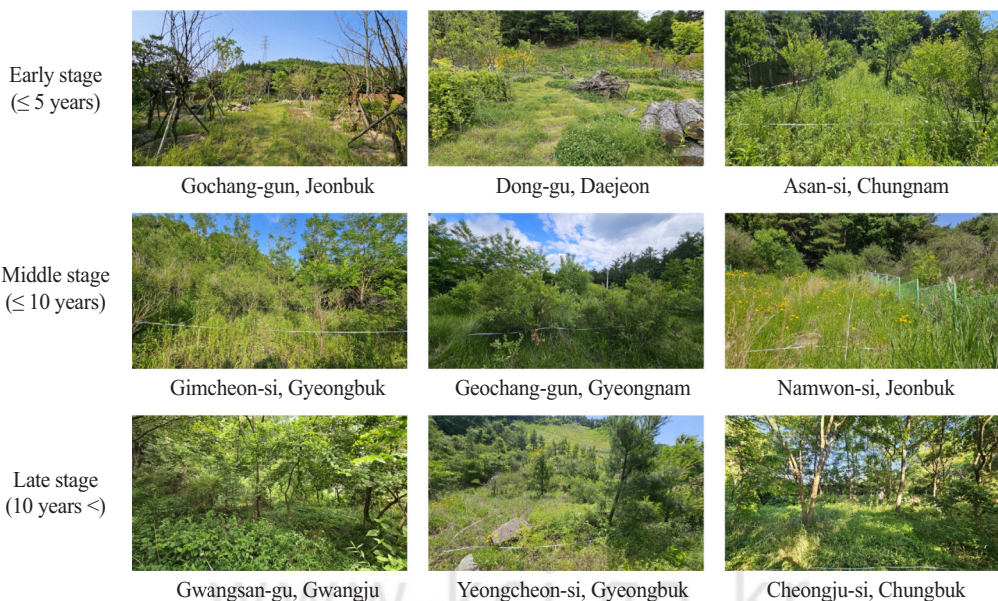 Early stage
(≤ 5 years)
Gochang-gun, Jeonbuk
Dong-gu, Daejeon
Asan-si, Chungnam
Middle stage
(≤ 10 years)
Gimcheon-si, Gyeongbuk
Geochang-gun, Gyeongnam
Namwon-si, Jeonbuk
Late stage
(10 years <)
Gwangsan-gu, Gwangju
Yeongcheon-si, Gyeongbuk
Cheongju-si, Chungbuk